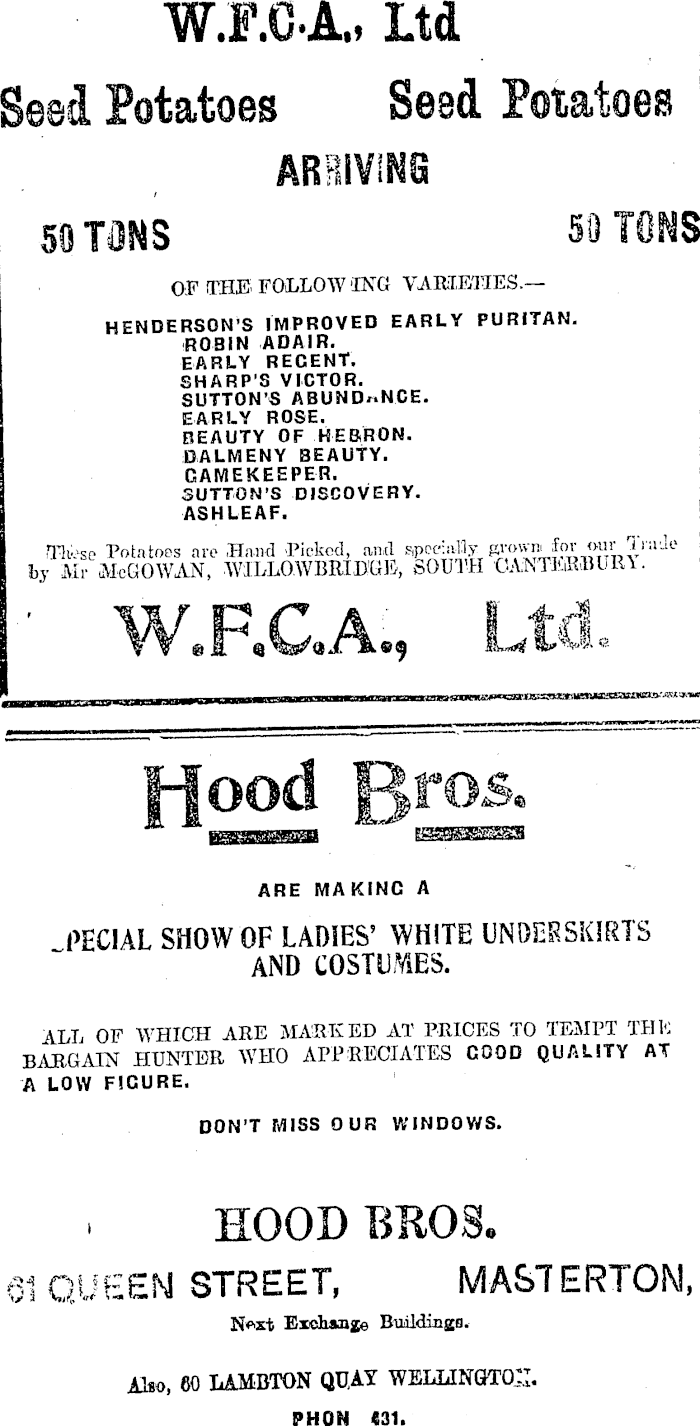 W.F.C.A., Ltd
Seed Potatoes Seed Potatoes
ARRIVING
50 TONS 50 TONS
OF THE FOLLOWING VARIETIES.—
HENDERSON'S IMPROVED EARLY PURITAN.
ROBIN ADAIR.
EARLY REGENT.
SHARP'S VICTOR.
SUTTON'S ABUNDANCE.
EARLY ROSE.
BEAUTY OF HEBRON.
DALMENY BEAUTY.
GAMEKEEPER.
SUTTON'S DISCOVERY.
ASHLEAF.
These Potatoes are Hand Picked, and specially grown for our Trade
by Mr McGOWAN, WILLOWBRIDGE, SOUTH CANTERBURY.
W.F.C.A., Ltd.
Hood Bros.
ARE MAKING A
SPECIAL SHOW OF LADIES' WHITE UNDERSKIRTS
AND COSTUMES.
ALL OF WHICH ARE MARKED AT PRICES TO TEMPT THE
BARGAIN HUNTER WHO APPRECIATES GOOD QUALITY AT
A LOW FIGURE.
DON'T MISS OUR WINDOWS.
HOOD BROS.
61 QUEEN STREET, MASTERTON,
Next Exchange Buildings.
Also, 60 LAMBTON QUAY WELLINGTON.
PHON 431.